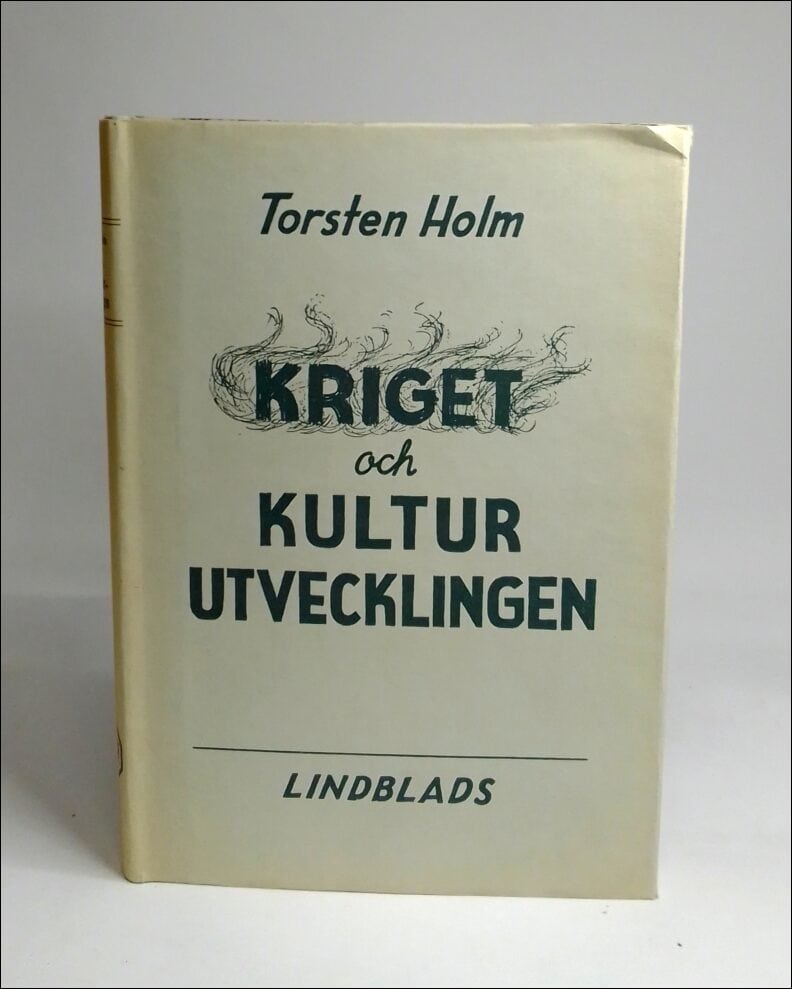 Torsten Holm
KRIGET
och
KULTUR
UTVECKLINGEN
LINDBLADS